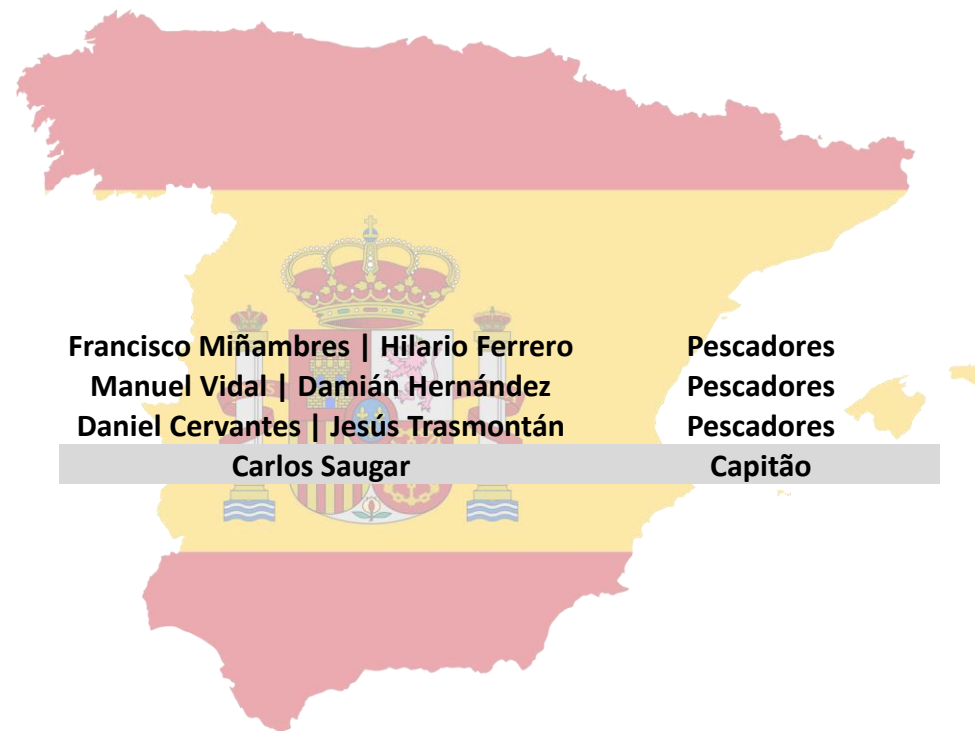 Francisco Miñambres | Hilario Ferrero Pescadores
Manuel Vidal | Damián Hernández Pescadores
Daniel Cervantes | Jesús Trasmontán Pescadores
Carlos Saugar Capitão